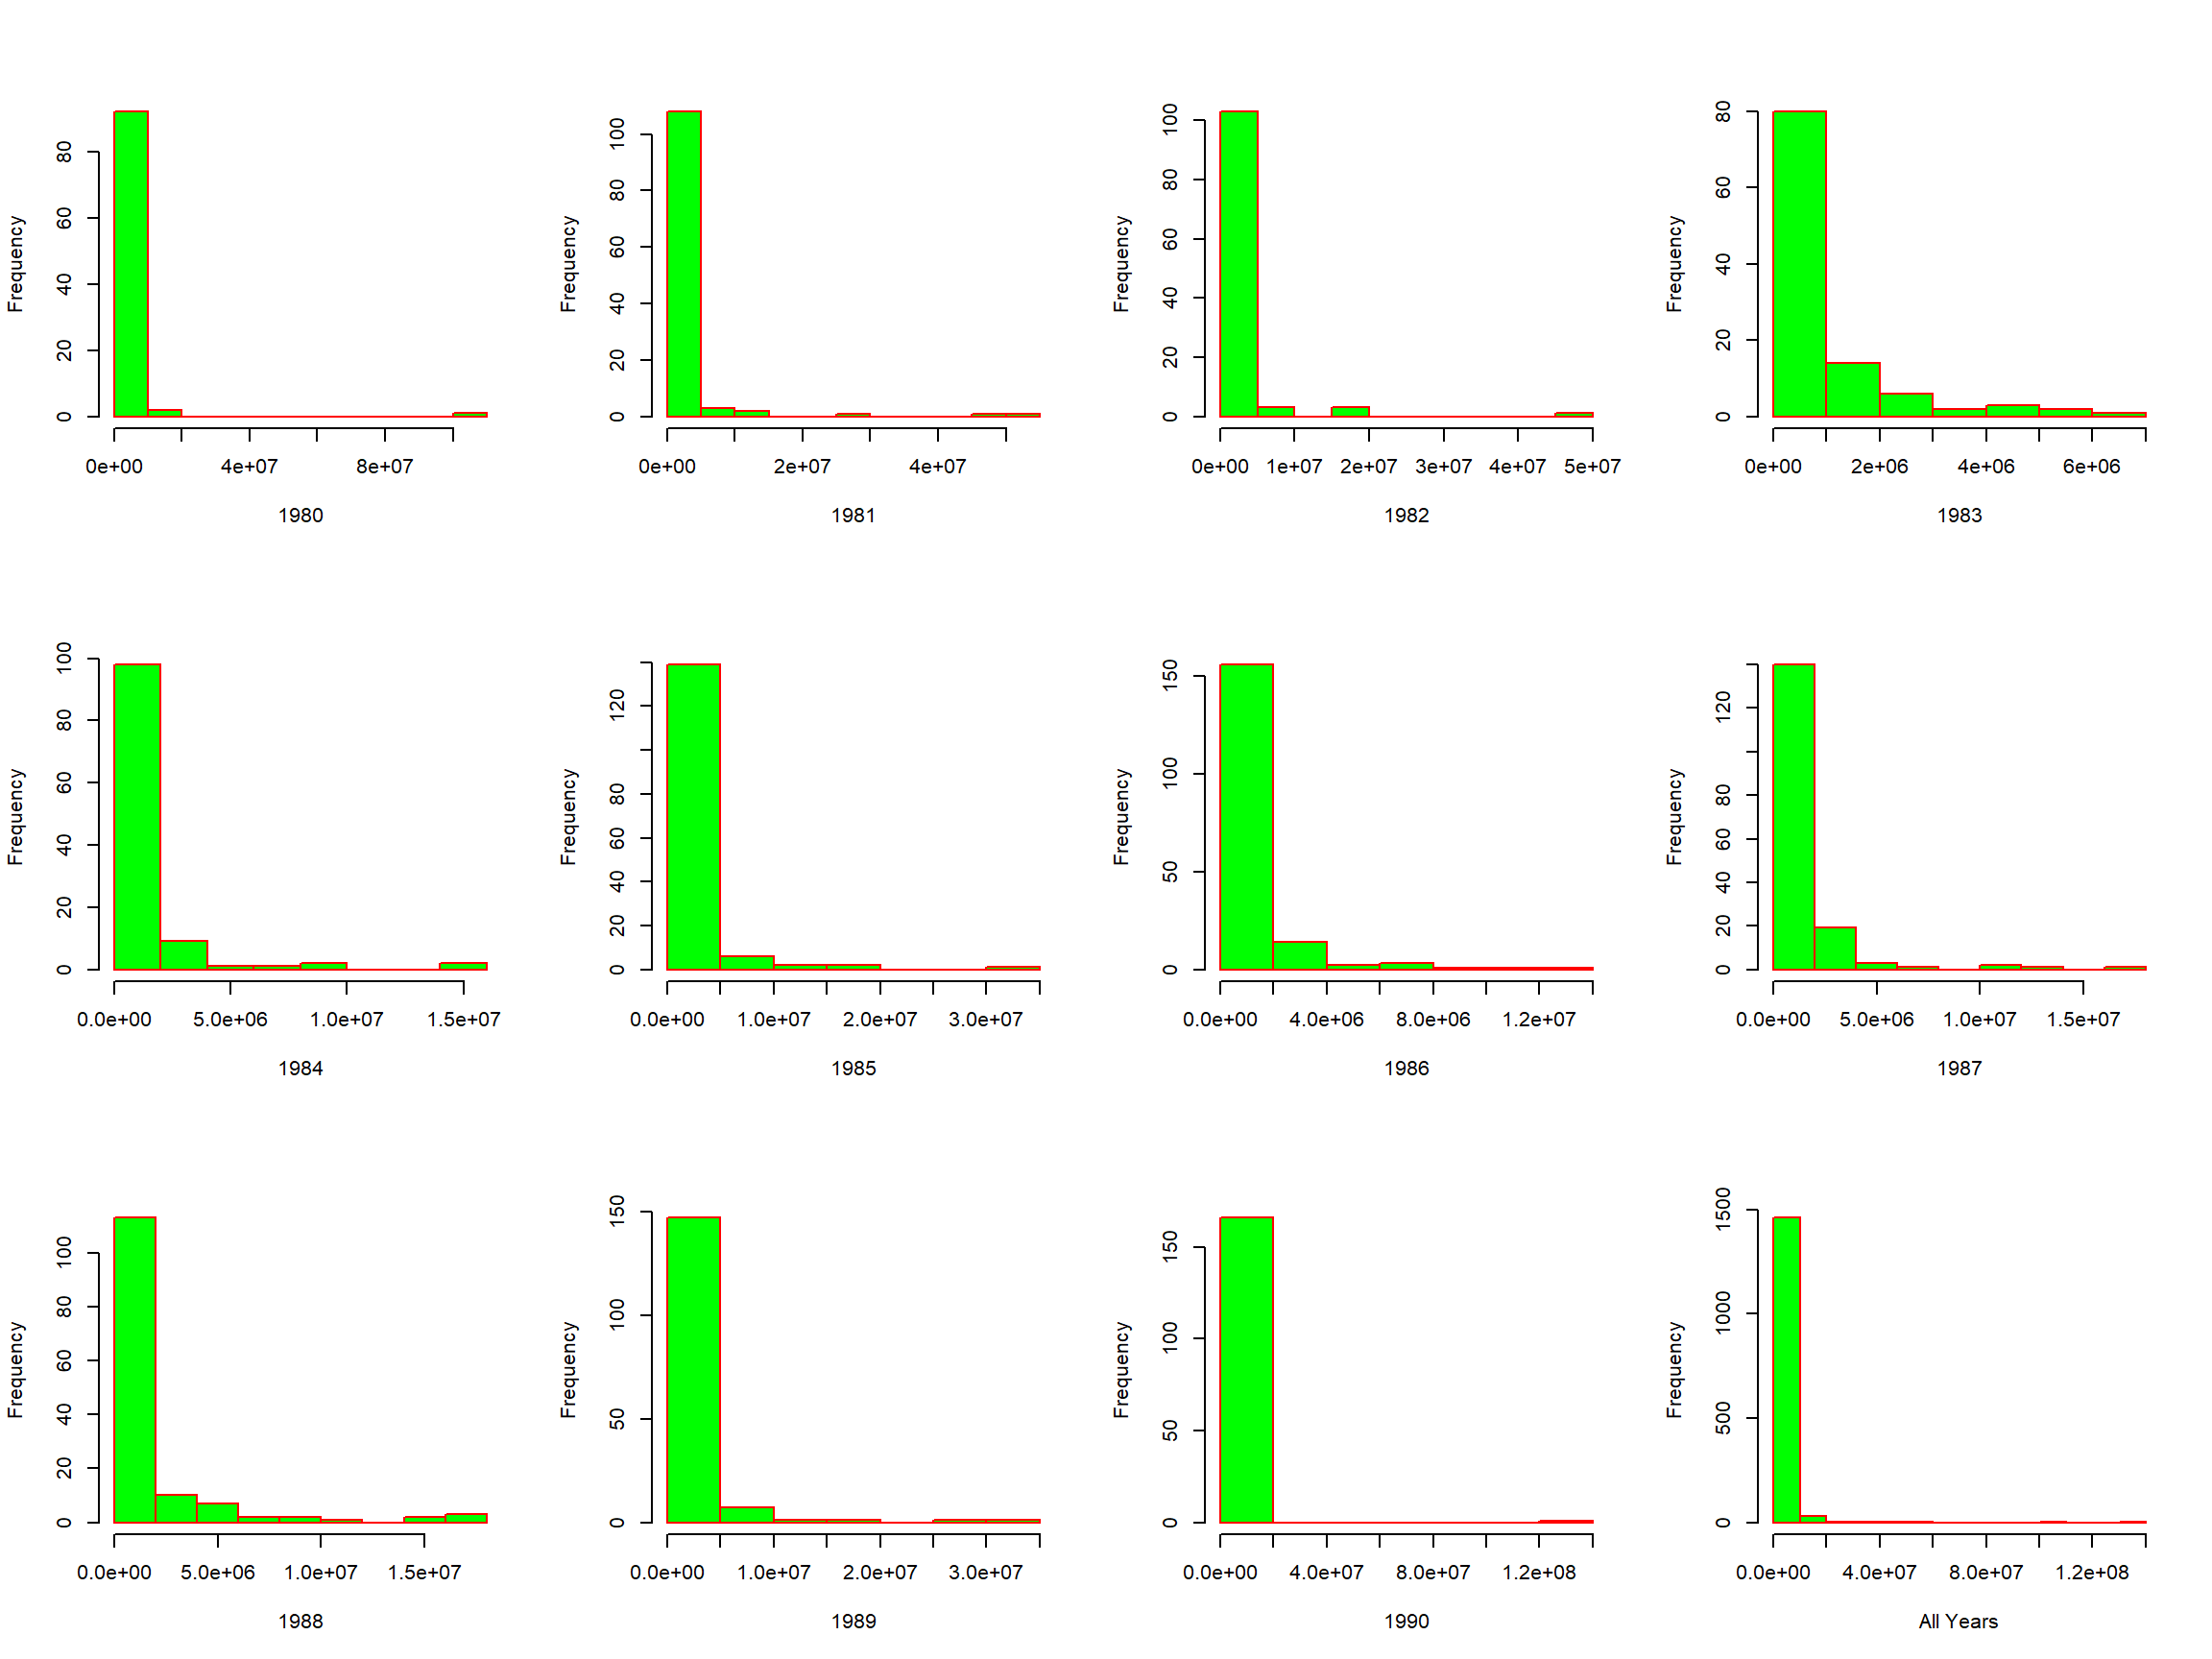 Frequency
0 20 40 60 80
0e+00 4e+07 8e+07
1980
Frequency
0 20 40 60 80 100
0e+00 2e+07 4e+07
1981
Frequency
0 20 40 60 80 100
0e+00 1e+07 2e+07 3e+07 4e+07 5e+07
1982
Frequency
0 20 40 60 80
0e+00 2e+06 4e+06 6e+06
1983
Frequency
0 20 40 60 80 100
0.0e+00 5.0e+06 1.0e+07 1.5e+07
1984
Frequency
0 20 40 60 80 120
0.0e+00 1.0e+07 2.0e+07 3.0e+07
1985
Frequency
0 50 100 150
0.0e+00 4.0e+06 8.0e+06 1.2e+07
1986
Frequency
0 20 40 60 80 120
0.0e+00 5.0e+06 1.0e+07 1.5e+07
1987
Frequency
0 20 40 60 80 100
0.0e+00 5.0e+06 1.0e+07 1.5e+07
1988
Frequency
0 50 100 150
0.0e+00 1.0e+07 2.0e+07 3.0e+07
1989
Frequency
0 50 100 150
0.0e+00 4.0e+07 8.0e+07 1.2e+08
1990
Frequency
0 500 1000 1500
0.0e+00 4.0e+07 8.0e+07 1.2e+08
All Years